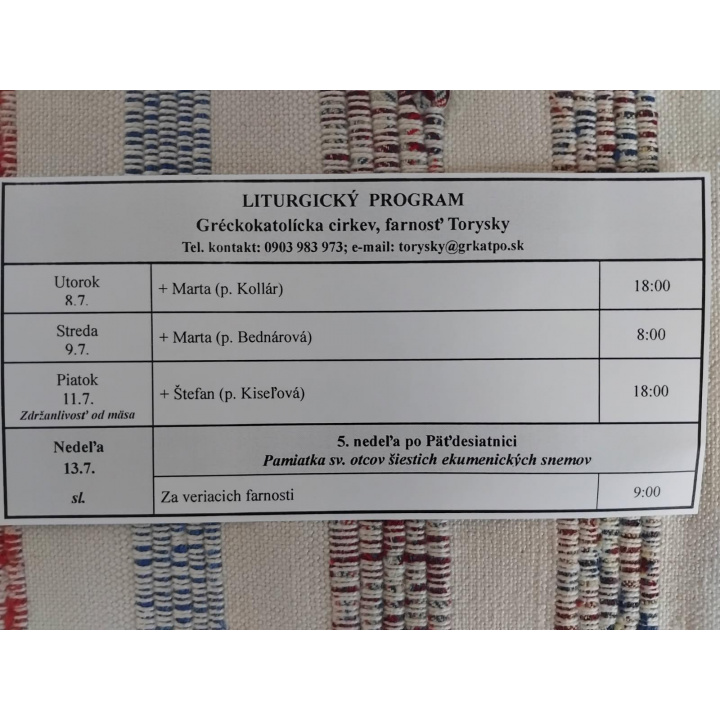 LITURGICKÝ PROGRAM
Gréckokatolícka cirkev, farnosť Torysky
Tel. kontakt: 0903 983 973; e-mail: torysky@grkatpo.sk
Utorok
8.7.
+ Marta (p. Kollár)
18:00
Streda
9.7.
+ Marta (p. Bednárová)
8:00
Piatok
11.7.
Zdržanlivosť od mäsa
+ Štefan (p. Kiseľová)
18:00
Nedeľa
13.7.
sl.
5. nedeľa po Päťdesiatnici
Pamiatka sv. otcov šiestich ekumenických snemov
Za veriacich farnosti
9:00